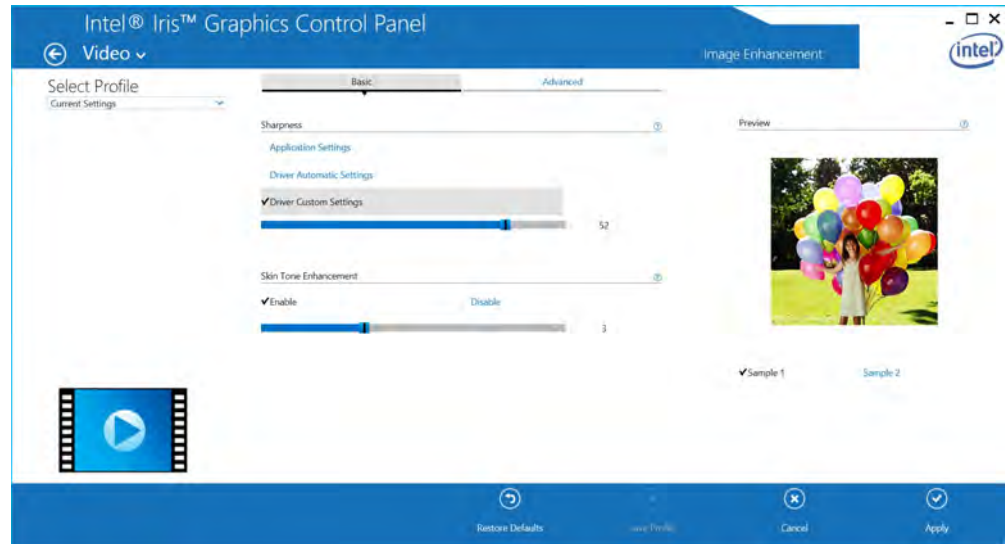 Intel® Iris™ Graphics Control Panel
Video
Image Enhancement
intel
Select Profile
Current Settings
Basic
Advanced
Sharpness
Application Settings
Driver Automatic Settings
✔Driver Custom Settings
52
Skin Tone Enhancement
✔Enable
Disable
3
Preview
✔Sample 1
Sample 2
Restore Defaults
Save Profile
Cancel
Apply